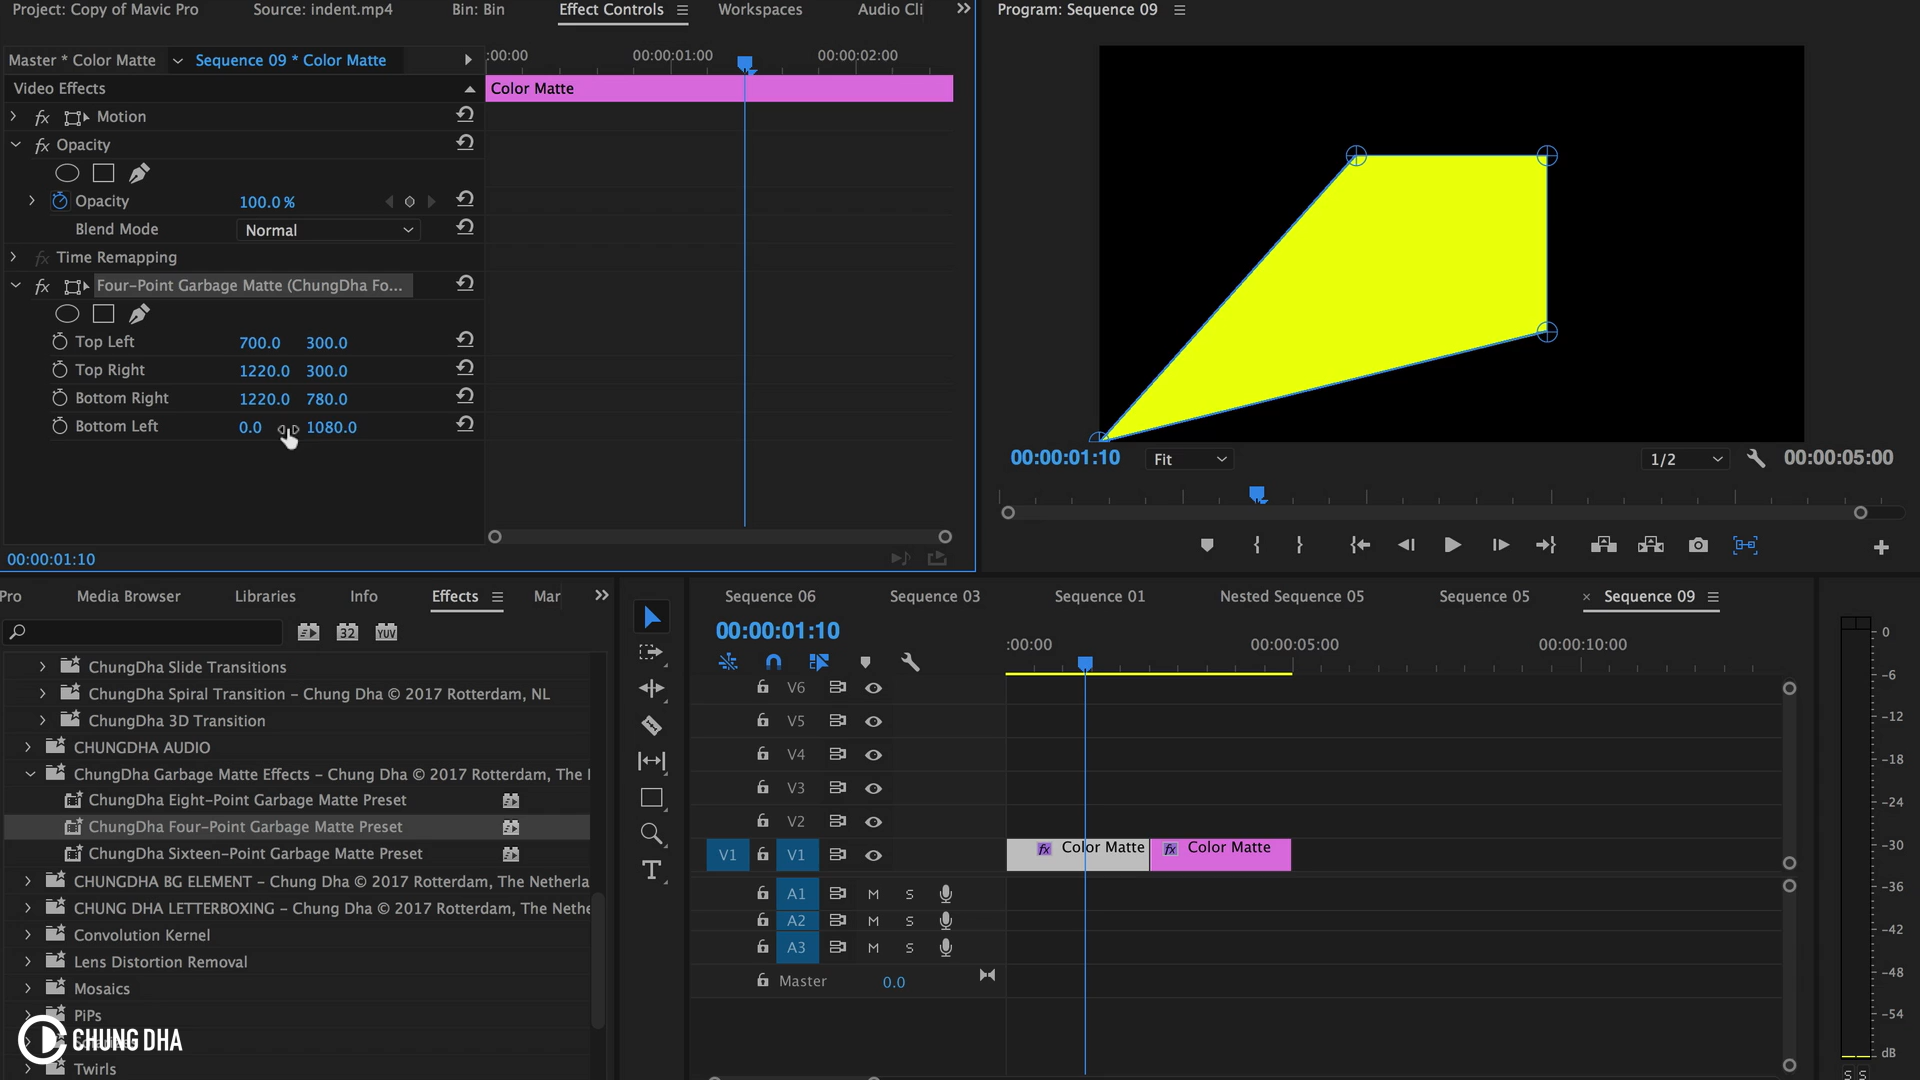 Project: Copy of Mavic Pro
Source: indent.mp4
Bin: Bin
Effect Controls
Workspaces
Audio Cli
Program: Sequence 09
Master * Color Matte
Sequence 09 * Color Matte
:00:00
00:00:01:00
00:00:02:00
Video Effects
Color Matte
fx Motion
fx Opacity
Opacity
100.0 %
Blend Mode
Normal
fx Time Remapping
fx Four-Point Garbage Matte (ChungDha Fo...
Top Left
700.0
300.0
Top Right
1220.0
300.0
Bottom Right
1220.0
780.0
Bottom Left
0.0
1080.0
00:00:01:10
Fit
1/2
00:00:05:00
00:00:01:10
Pro
Media Browser
Libraries
Info
Effects
Mar
32
YUV
ChungDha Slide Transitions
ChungDha Spiral Transition - Chung Dha © 2017 Rotterdam, NL
ChungDha 3D Transition
CHUNGDHA AUDIO
ChungDha Garbage Matte Effects - Chung Dha © 2017 Rotterdam, The
ChungDha Eight-Point Garbage Matte Preset
ChungDha Four-Point Garbage Matte Preset
ChungDha Sixteen-Point Garbage Matte Preset
CHUNGDHA BG ELEMENT - Chung Dha © 2017 Rotterdam, The Netherla
CHUNG DHA LETTERBOXING - Chung Dha © 2017 Rotterdam, The Nethe
Convolution Kernel
Lens Distortion Removal
Mosaics
PiPs
CHUNG DHA
Twirls
Sequence 06
Sequence 03
Sequence 01
Nested Sequence 05
Sequence 05
× Sequence 09
00:00:01:10
:00:00
00:00:05:00
00:00:10:00
V6
V5
V4
V3
V2
V1
V1
fx Color Matte
fx Color Matte
A1
M
S
A2
M
S
A3
M
S
Master
0.0
0
-6
-12
-18
-24
-30
-36
-42
-48
-54
dB
S S